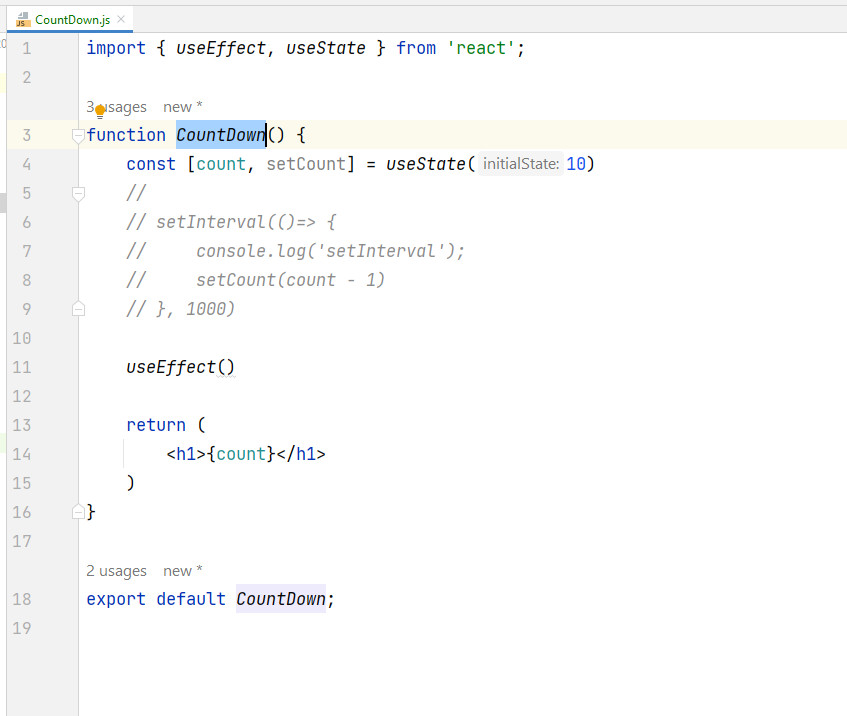 JS CountDown.js
1 import { useEffect, useState } from 'react';
2
3 usages new *
3 function CountDown() {
4 const [count, setCount] = useState( initialState: 10)
5 //
6 // setInterval(()=> {
7 // console.log('setInterval');
8 // setCount(count - 1)
9 // }, 1000)
10
11 useEffect()
12
13 return (
14 <h1>{count}</h1>
15 )
16 }
17
2 usages new *
18 export default CountDown;
19